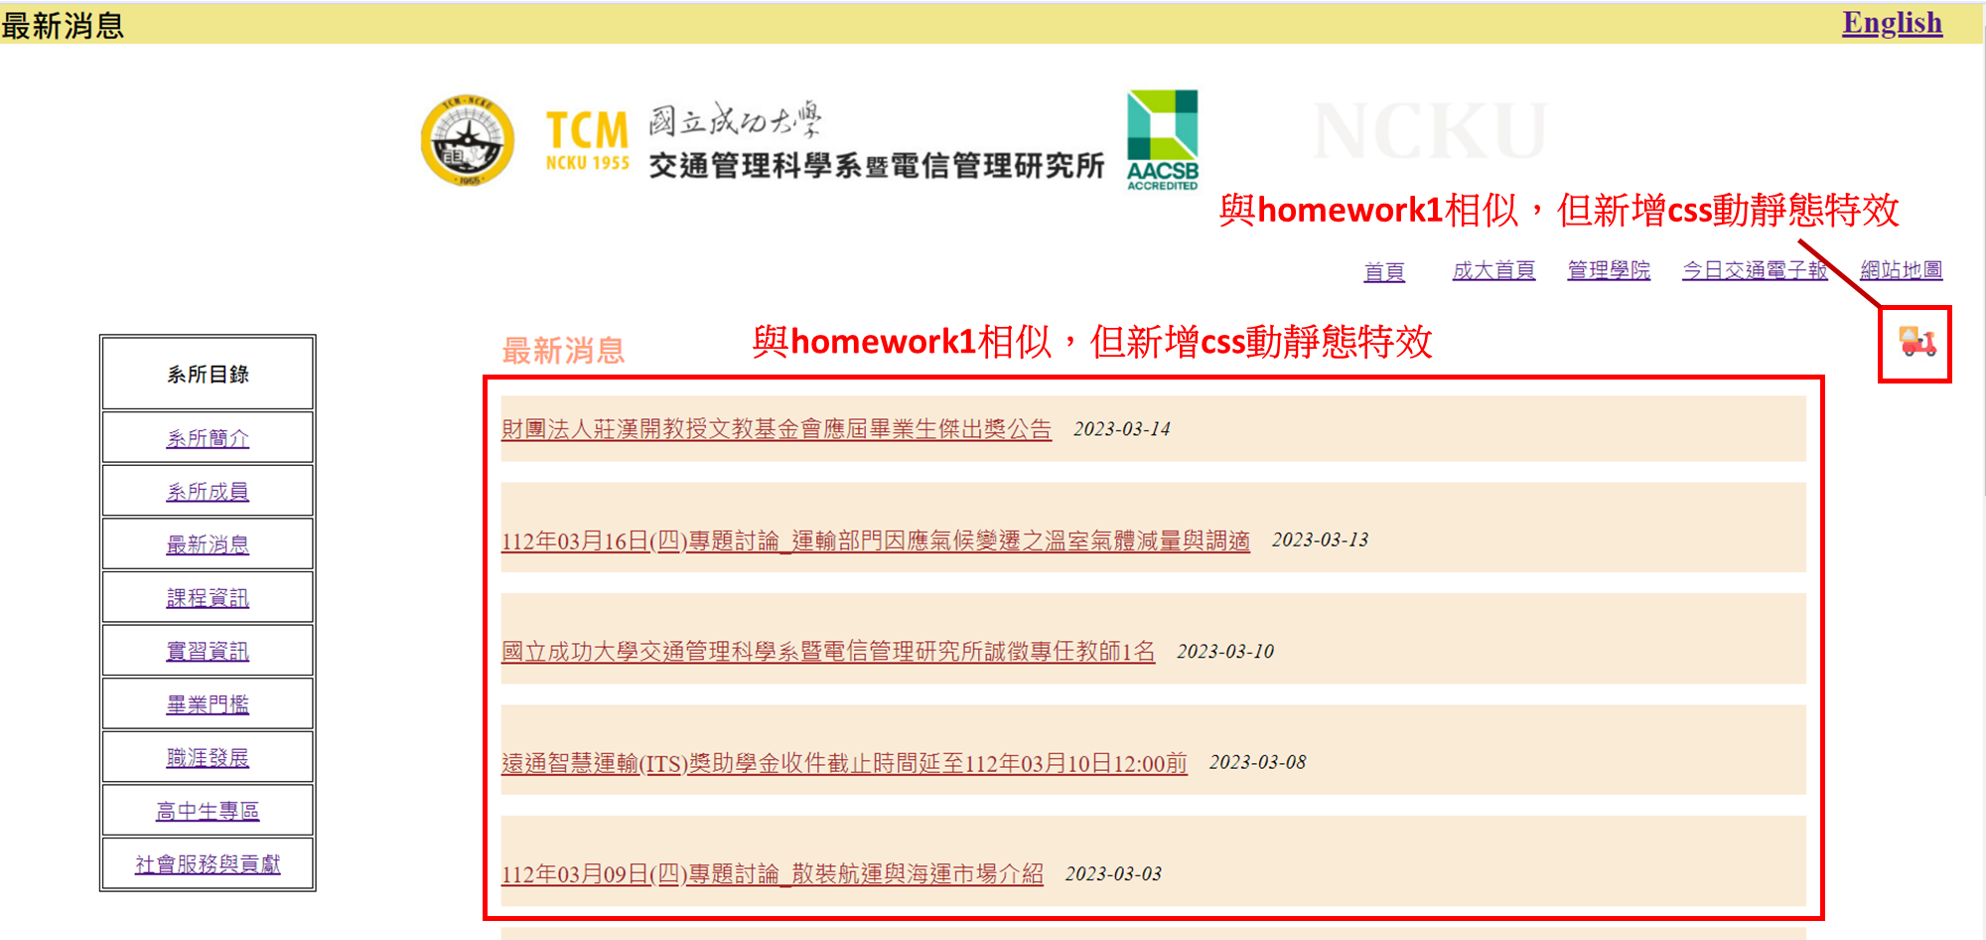 最新消息
English
TCM·NCKU
1955
TCM
NCKU 1955
國立成功大學
交通管理科學系暨電信管理研究所
AACSB
ACCREDITED
NCKU
與homework1相似，但新增css動靜態特效
首頁 成大首頁 管理學院 今日交通電子報 網站地圖
系所目錄
系所簡介
系所成員
最新消息
課程資訊
實習資訊
畢業門檻
職涯發展
高中生專區
社會服務與貢獻
最新消息
與homework1相似，但新增css動靜態特效
財團法人莊漢開教授文教基金會應屆畢業生傑出獎公告 2023-03-14
112年03月16日(四)專題討論_運輸部門因應氣候變遷之溫室氣體減量與調適 2023-03-13
國立成功大學交通管理科學系暨電信管理研究所誠徵專任教師1名 2023-03-10
遠通智慧運輸(ITS)獎助學金收件截止時間延至112年03月10日12:00前 2023-03-08
112年03月09日(四)專題討論_散裝航運與海運市場介紹 2023-03-03